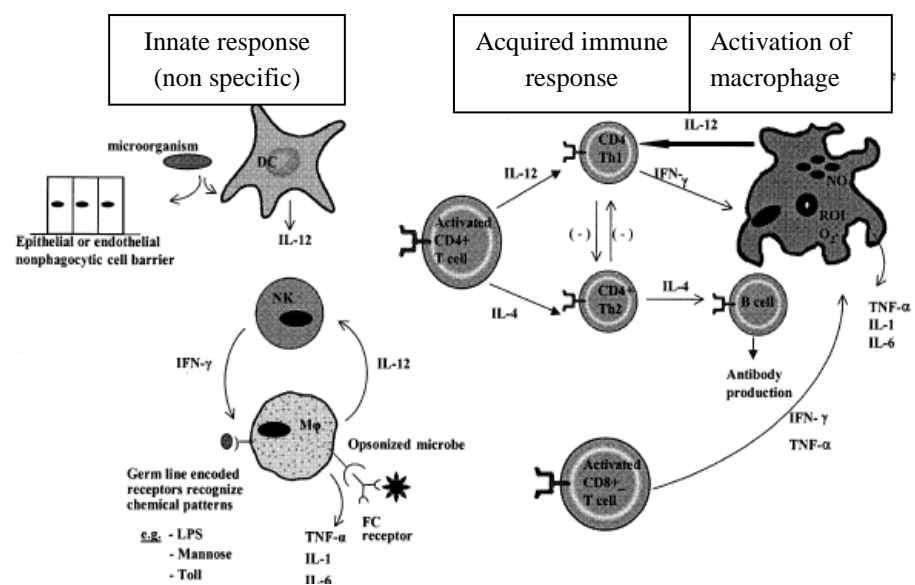 Innate response
(non specific)
Acquired immune
response
Activation of
macrophage
microorganism
DC
IL-12
Epithelial or endothelial
nonphagocytic cell barrier
NK
IFN-γ
IL-12
Mφ
Opsonized microbe
Germ line encoded
receptors recognize
chemical patterns
e.g. - LPS
- Mannose
- Toll
FC
receptor
TNF-α
IL-1
IL-6
Activated
CD4+
T cell
IL-12
IL-4
CD4
Th1
(-)
(-)
CD4+
Th2
IL-12
IFN-γ
IL-4
B cell
Antibody
production
NO
ROI
TNF-α
IL-1
IL-6
IFN- γ
TNF-α
Activated
CD8+
T cell